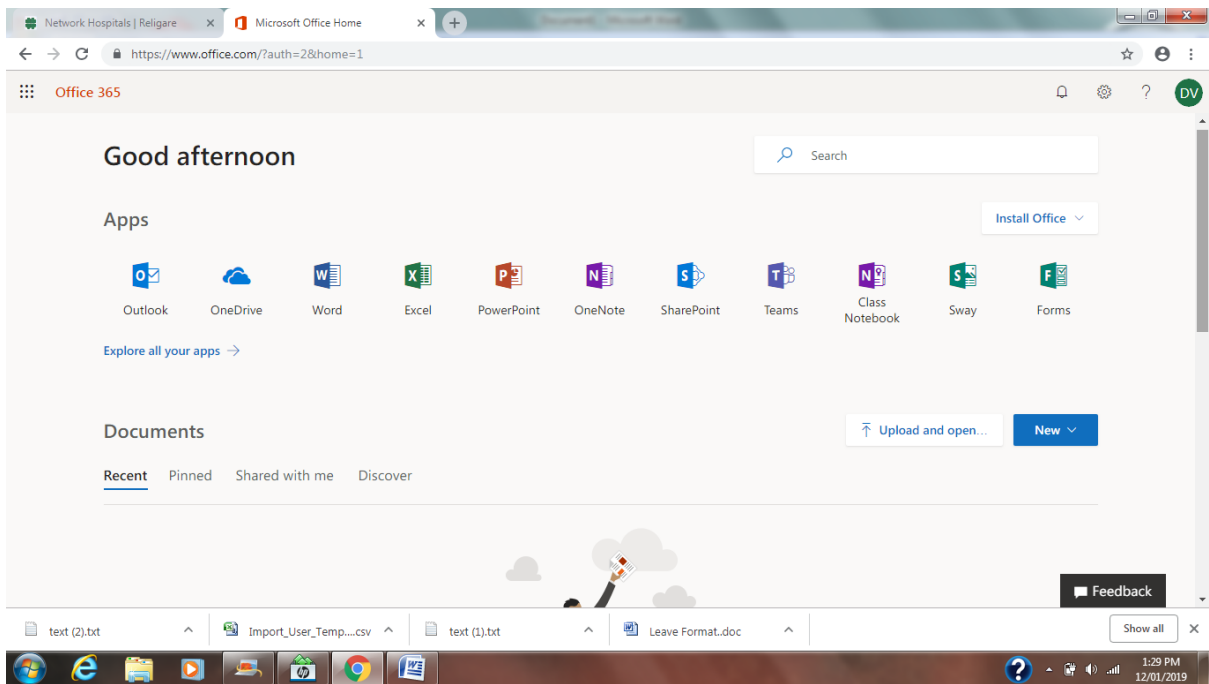 Network Hospitals | Religare
Microsoft Office Home
https://www.office.com/?auth=2&home=1
Office 365
DV
Good afternoon
Search
Apps
Install Office
Outlook OneDrive Word Excel PowerPoint OneNote SharePoint Teams Class Notebook Sway Forms
Explore all your apps
Documents
Upload and open...
New
Recent Pinned Shared with me Discover
Feedback
text (2).txt
Import_User_Temp....csv
text (1).txt
Leave Format..doc
Show all
1:29 PM
12/01/2019